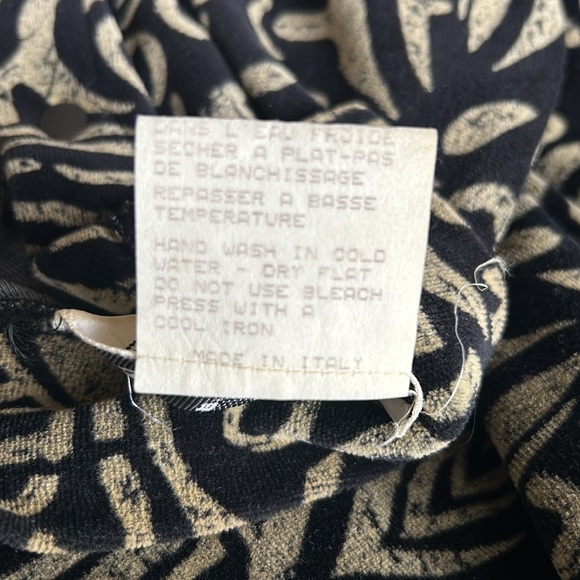 DANS L'EAU FROIDE
SECHER A PLAT-PAS
DE BLANCHISSAGE
REPASSER A BASSE
TEMPERATURE
HAND WASH IN COLD
WATER - DRY FLAT
DO NOT USE BLEACH
PRESS WITH A
COOL IRON
MADE IN ITALY